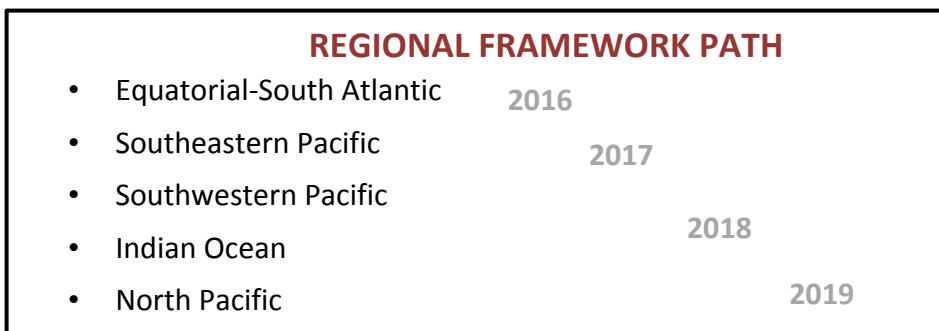 REGIONAL FRAMEWORK PATH
• Equatorial-South Atlantic
2016
• Southeastern Pacific
2017
• Southwestern Pacific
2018
• Indian Ocean
2019
• North Pacific